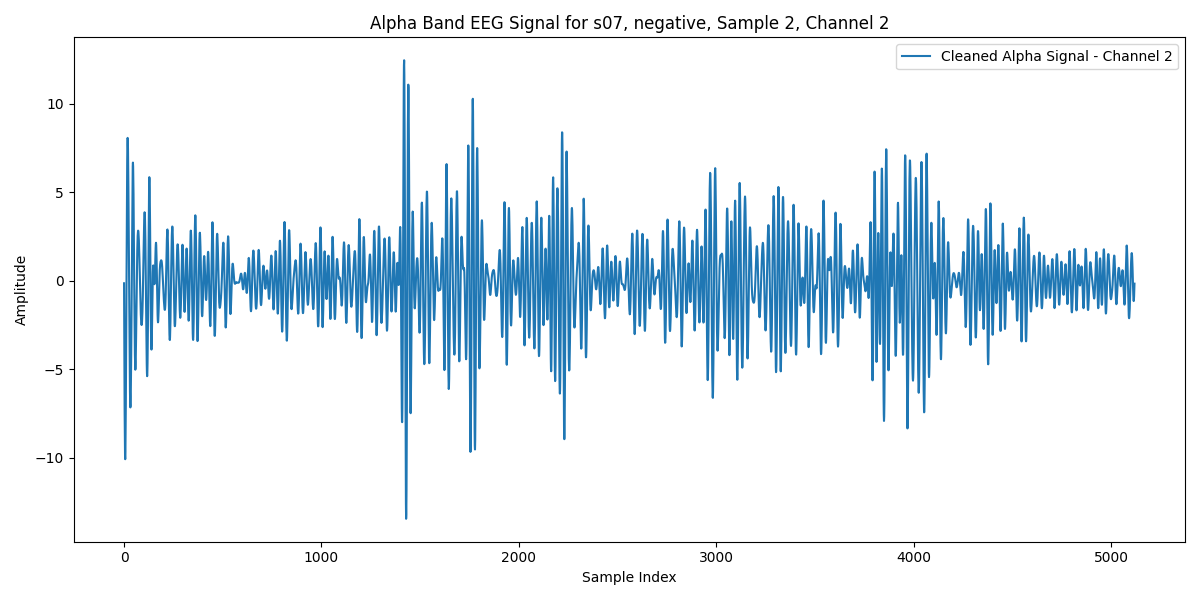 Alpha Band EEG Signal for s07, negative, Sample 2, Channel 2
Cleaned Alpha Signal - Channel 2
Amplitude
10
5
0
−5
−10
0 1000 2000 3000 4000 5000
Sample Index